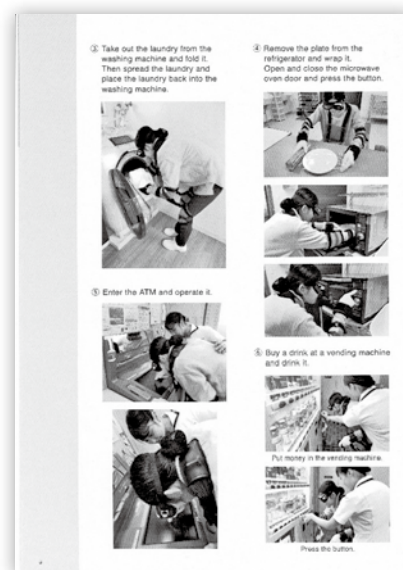 ③ Take out the laundry from the
washing machine and fold it.
Then spread the laundry and
place the laundry back into the
washing machine.
④ Remove the plate from the
refrigerator and wrap it.
Open and close the microwave
oven door and press the button.
⑤ Enter the ATM and operate it.
⑥ Buy a drink at a vending machine
and drink it.
Put money in the vending machine.
Press the button.